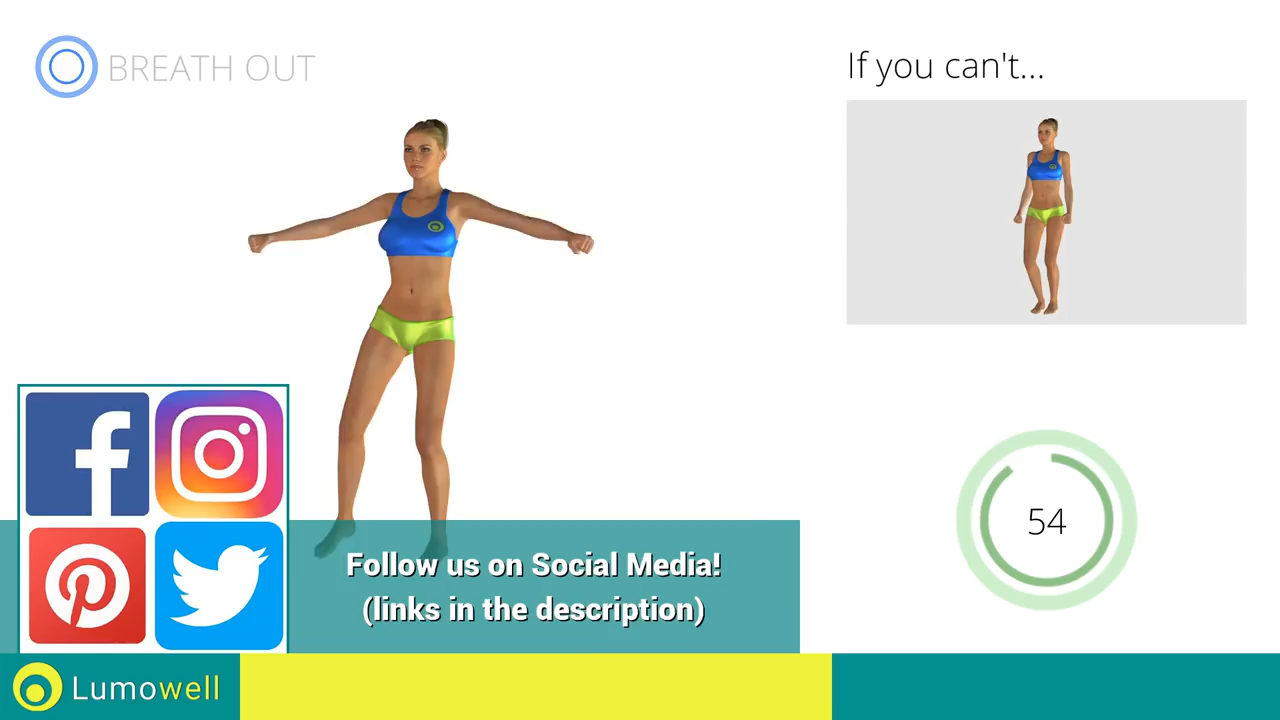 BREATH OUT
If you can't...
54
Follow us on Social Media!
(links in the description)
Lumowell